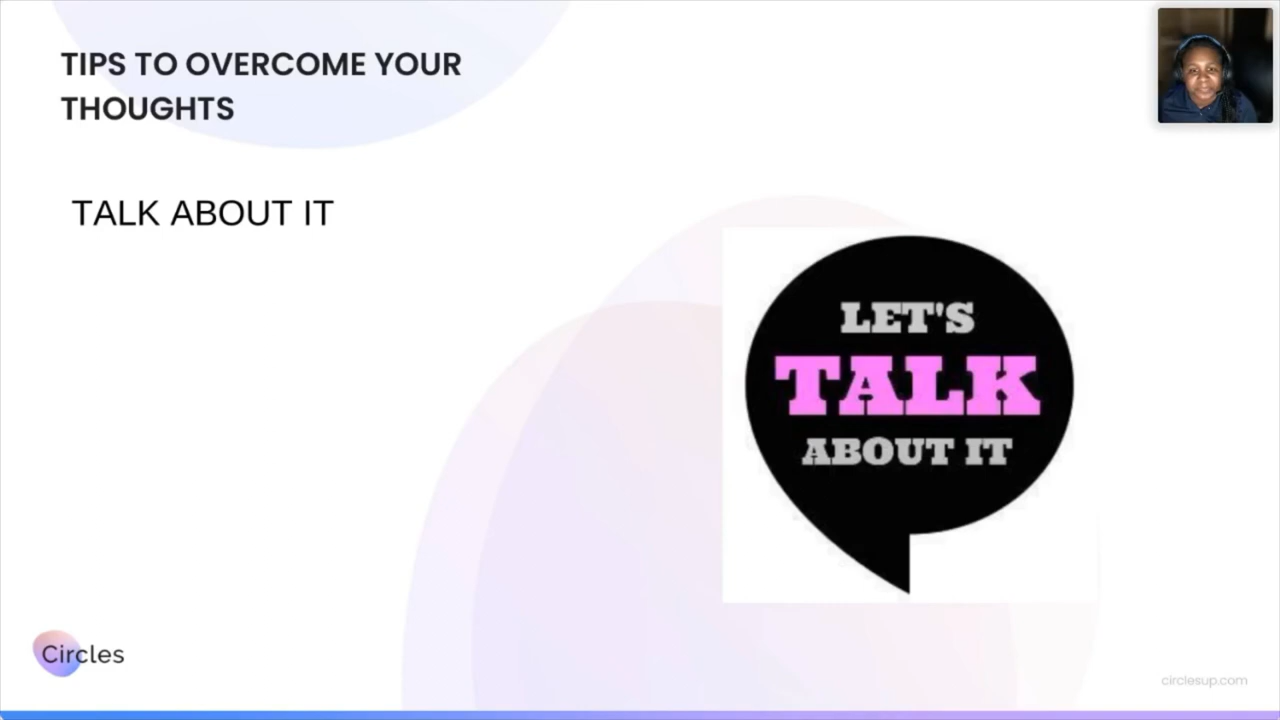 TIPS TO OVERCOME YOUR
THOUGHTS
TALK ABOUT IT
LET'S
TALK
ABOUT IT
Circles
circlesup.com